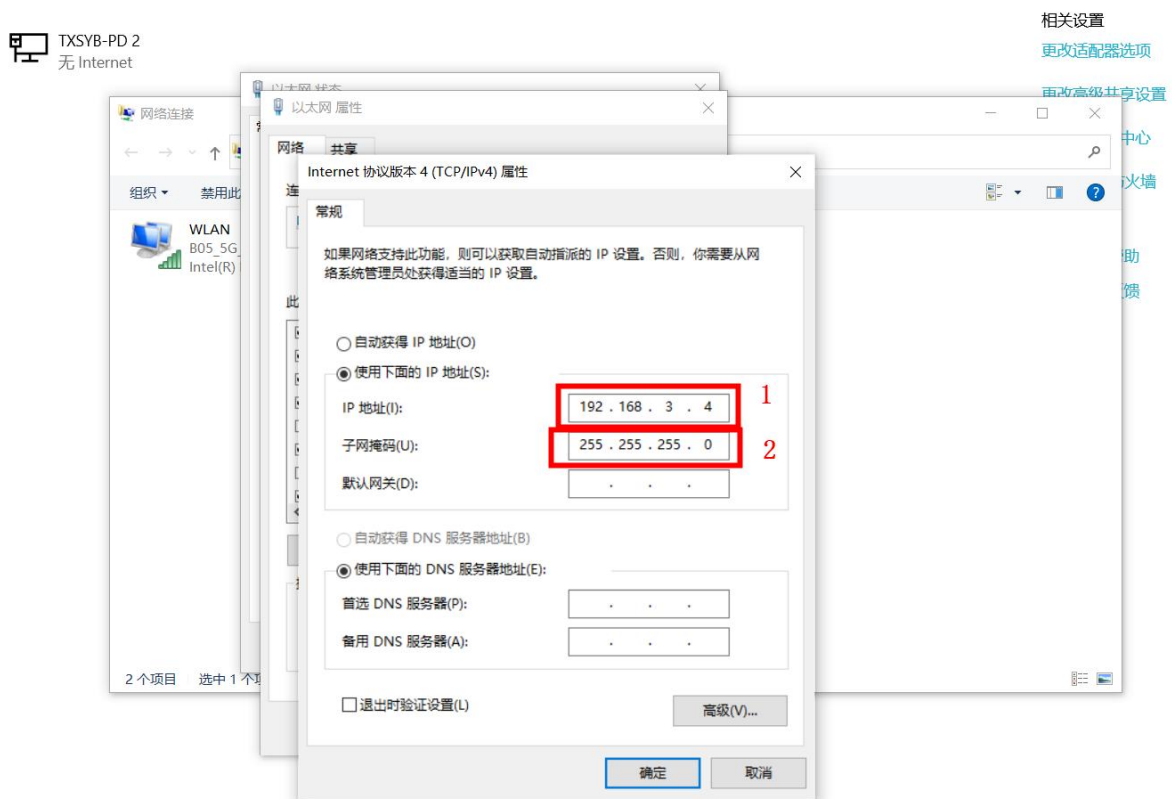 相关设置
TXSYB-PD 2
无 Internet
更改适配器选项
更改高级共享设置
以太网 状态
以太网 属性
网络连接
中心
网络 共享
Internet 协议版本 4 (TCP/IPv4) 属性
火墙
组织
禁用此
连
常规
WLAN
B05_5G_
Intel(R)
如果网络支持此功能，则可以获取自动指派的 IP 设置。否则，你需要从网
络系统管理员处获得适当的 IP 设置。
助
馈
此
自动获得 IP 地址(O)
使用下面的 IP 地址(S):
IP 地址(I): 192 . 168 . 3 . 4 1
子网掩码(U): 255 . 255 . 255 . 0 2
默认网关(D): . . .
自动获得 DNS 服务器地址(B)
使用下面的 DNS 服务器地址(E):
首选 DNS 服务器(P): . . .
备用 DNS 服务器(A): . . .
2 个项目 选中 1 个项
退出时验证设置(L)
高级(V)...
确定 取消